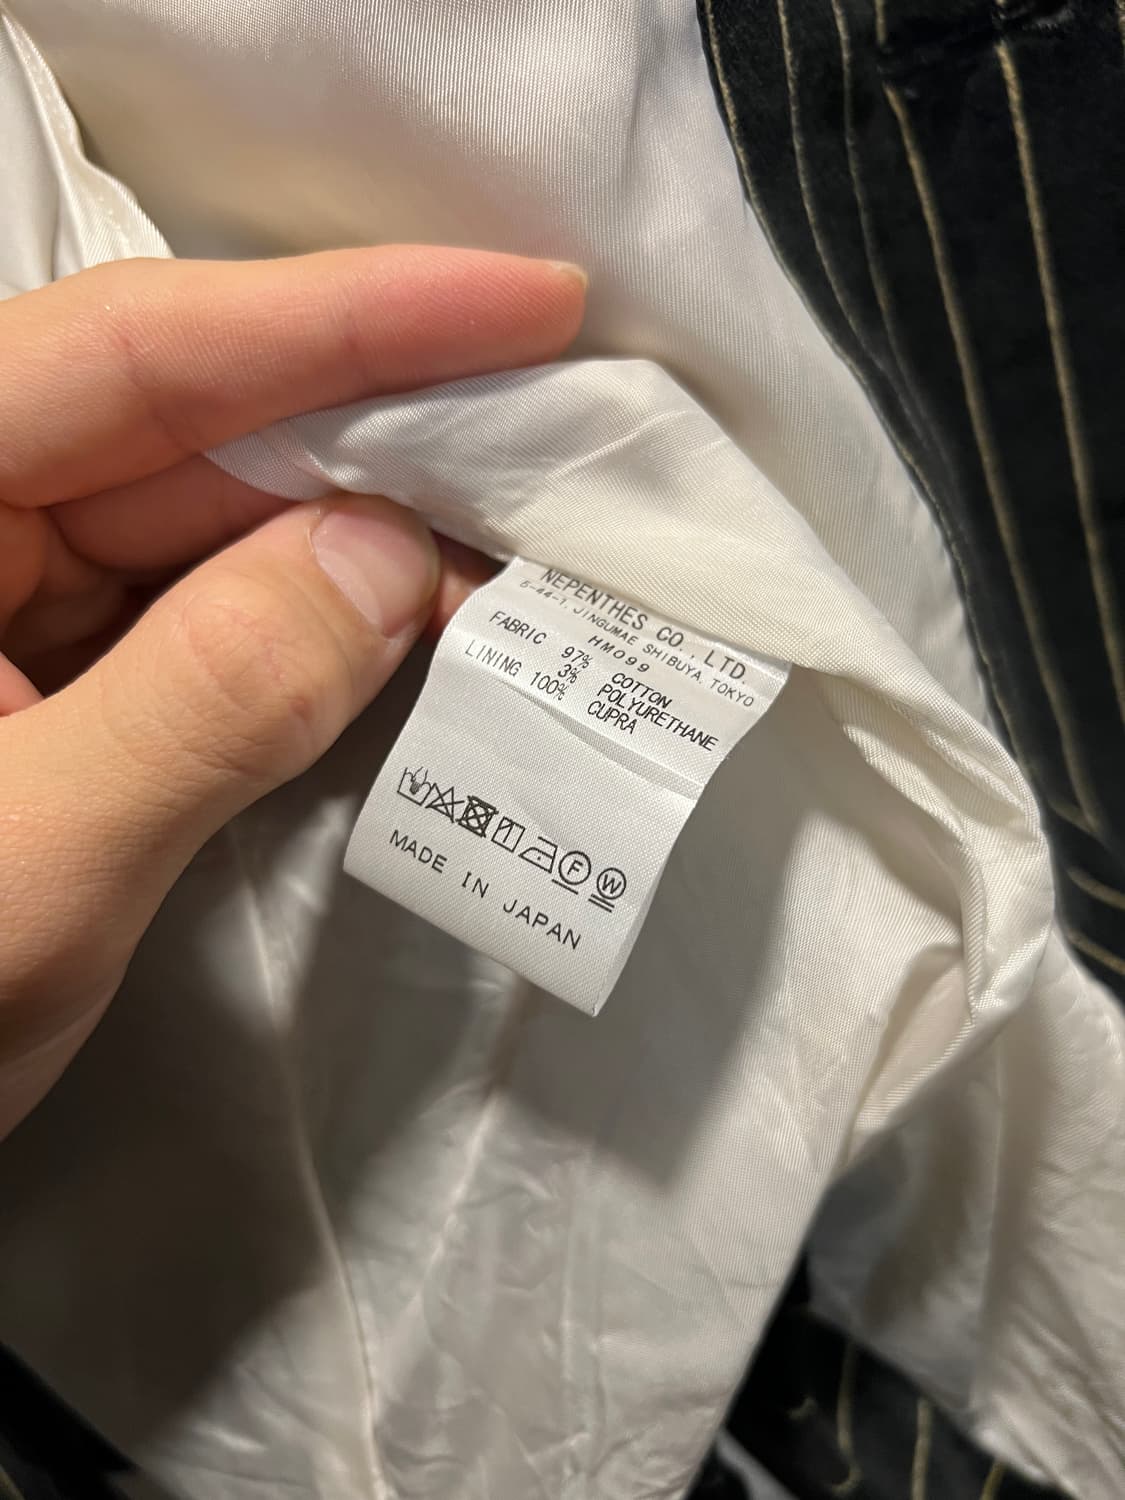 NEPENTHES CO., LTD.
5-44-1, JINGUMAE SHIBUYA, TOKYO
HM099
FABRIC 97% COTTON
3% POLYURETHANE
LINING 100% CUPRA
F W
MADE IN JAPAN